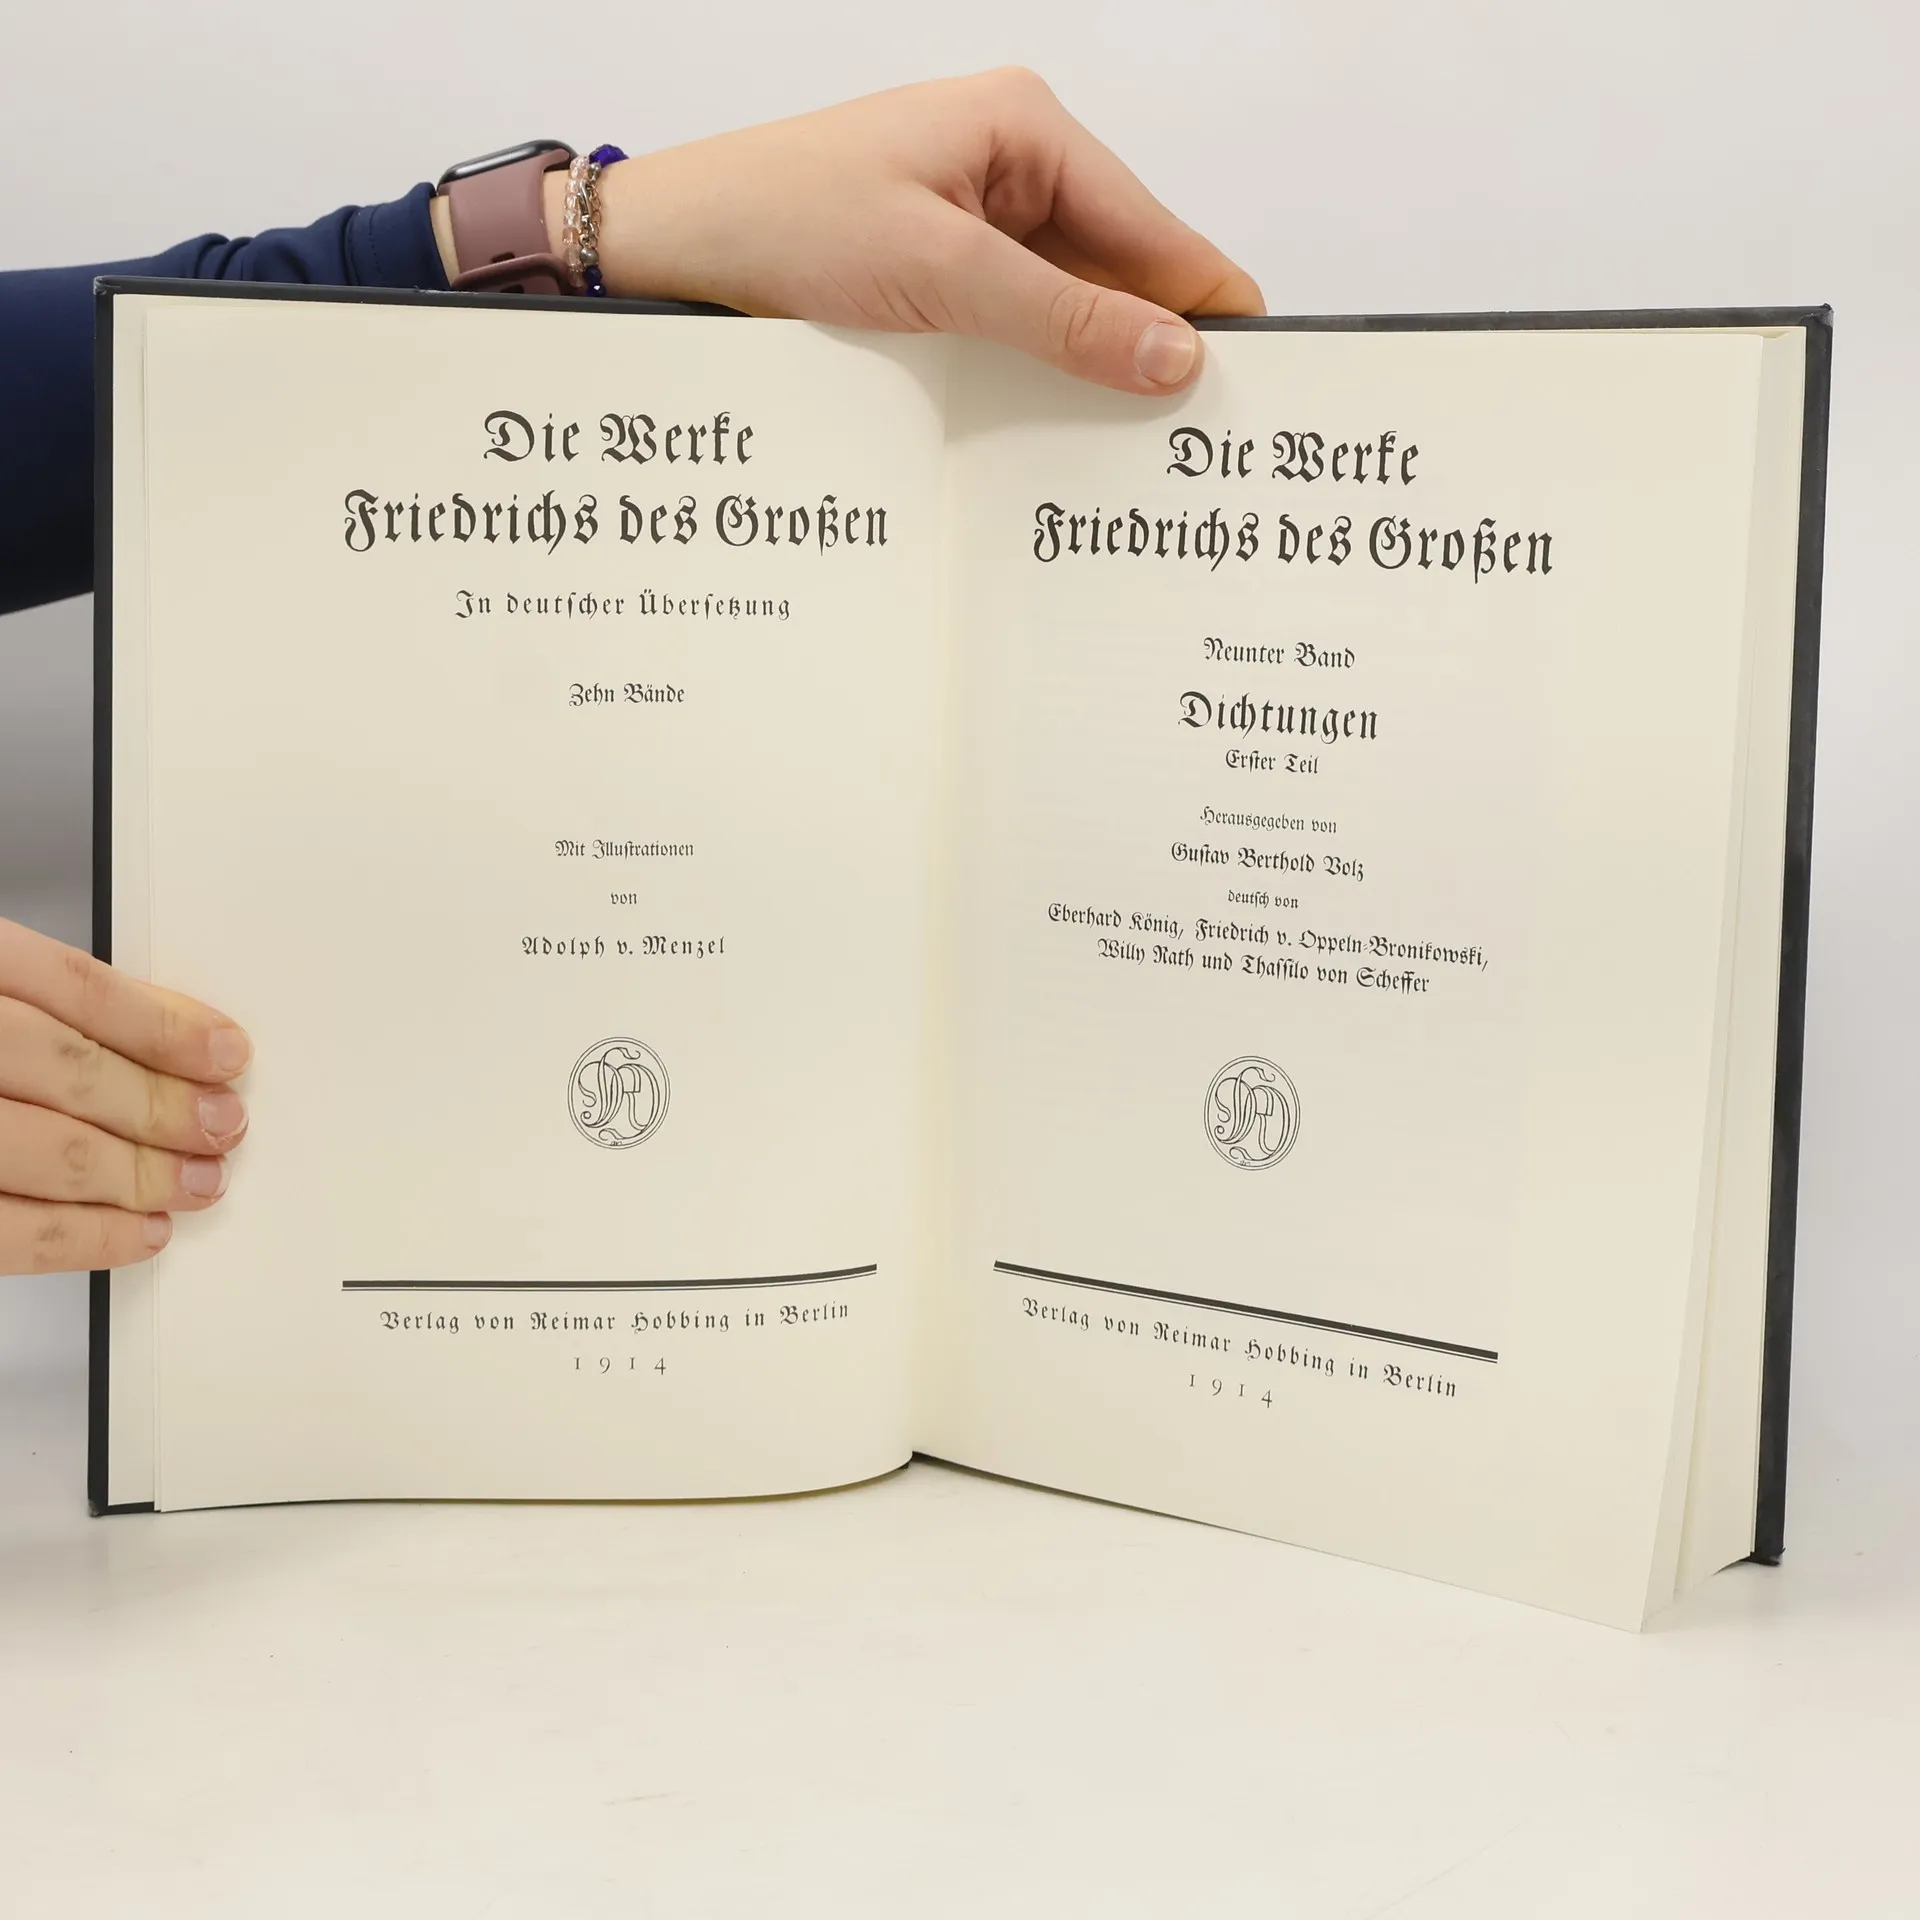 Die Werke
Friedrichs des Großen
In deutſcher Überſetzung
Zehn Bände
Mit Illuſtrationen
von
Adolph v. Menzel
Verlag von Reimar Hobbing in Berlin
1914
Die Werke
Friedrichs des Großen
Neunter Band
Dichtungen
Erſter Teil
Herausgegeben von
Guſtav Berthold Volz
deutſch von
Eberhard König, Friedrich v. Oppeln-Bronikowski,
Willy Rath und Thaſſilo von Scheffer
Verlag von Reimar Hobbing in Berlin
1914